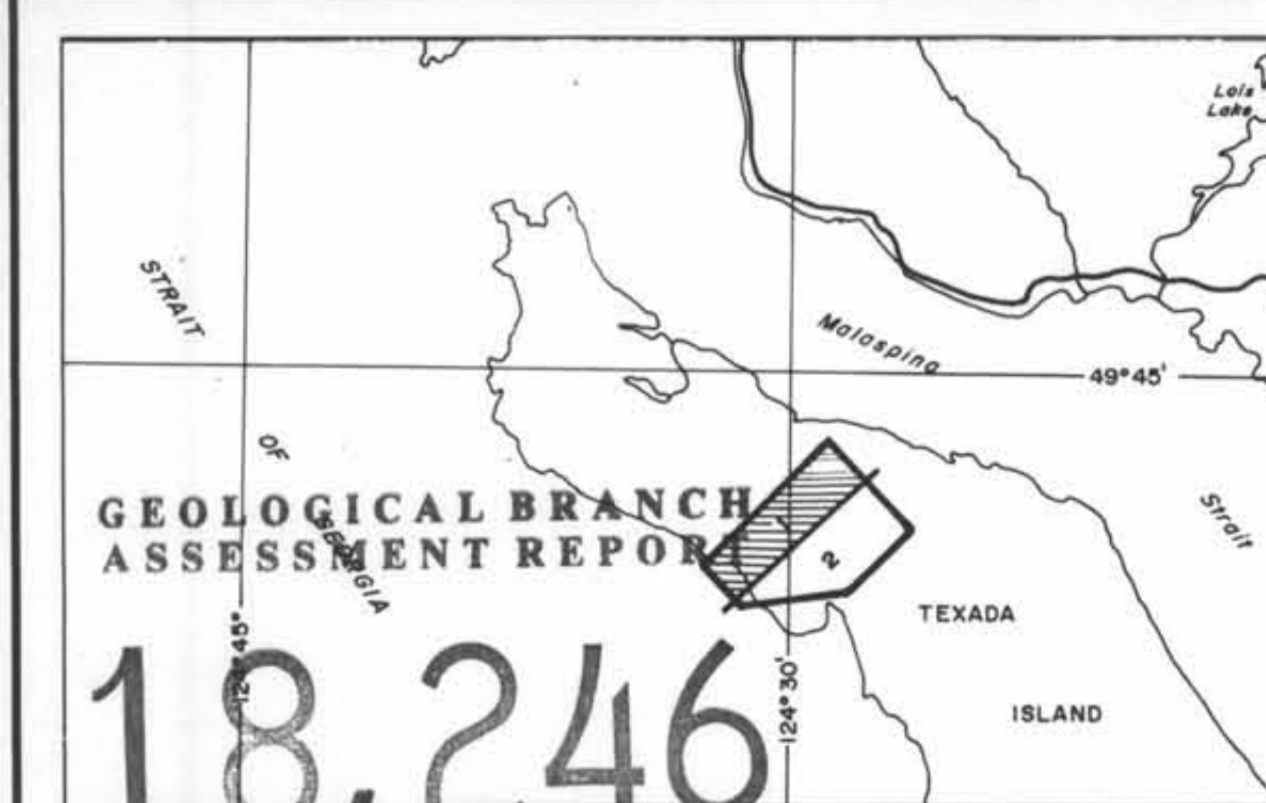 Lois
Lake
STRAIT
Malaspina
49°45'
OF
GEOLOGICAL BRANCH
ASSESSMENT REPORT
GEORGIA
Strait
1
2
TEXADA
124°45'
18,246
124°30'
ISLAND